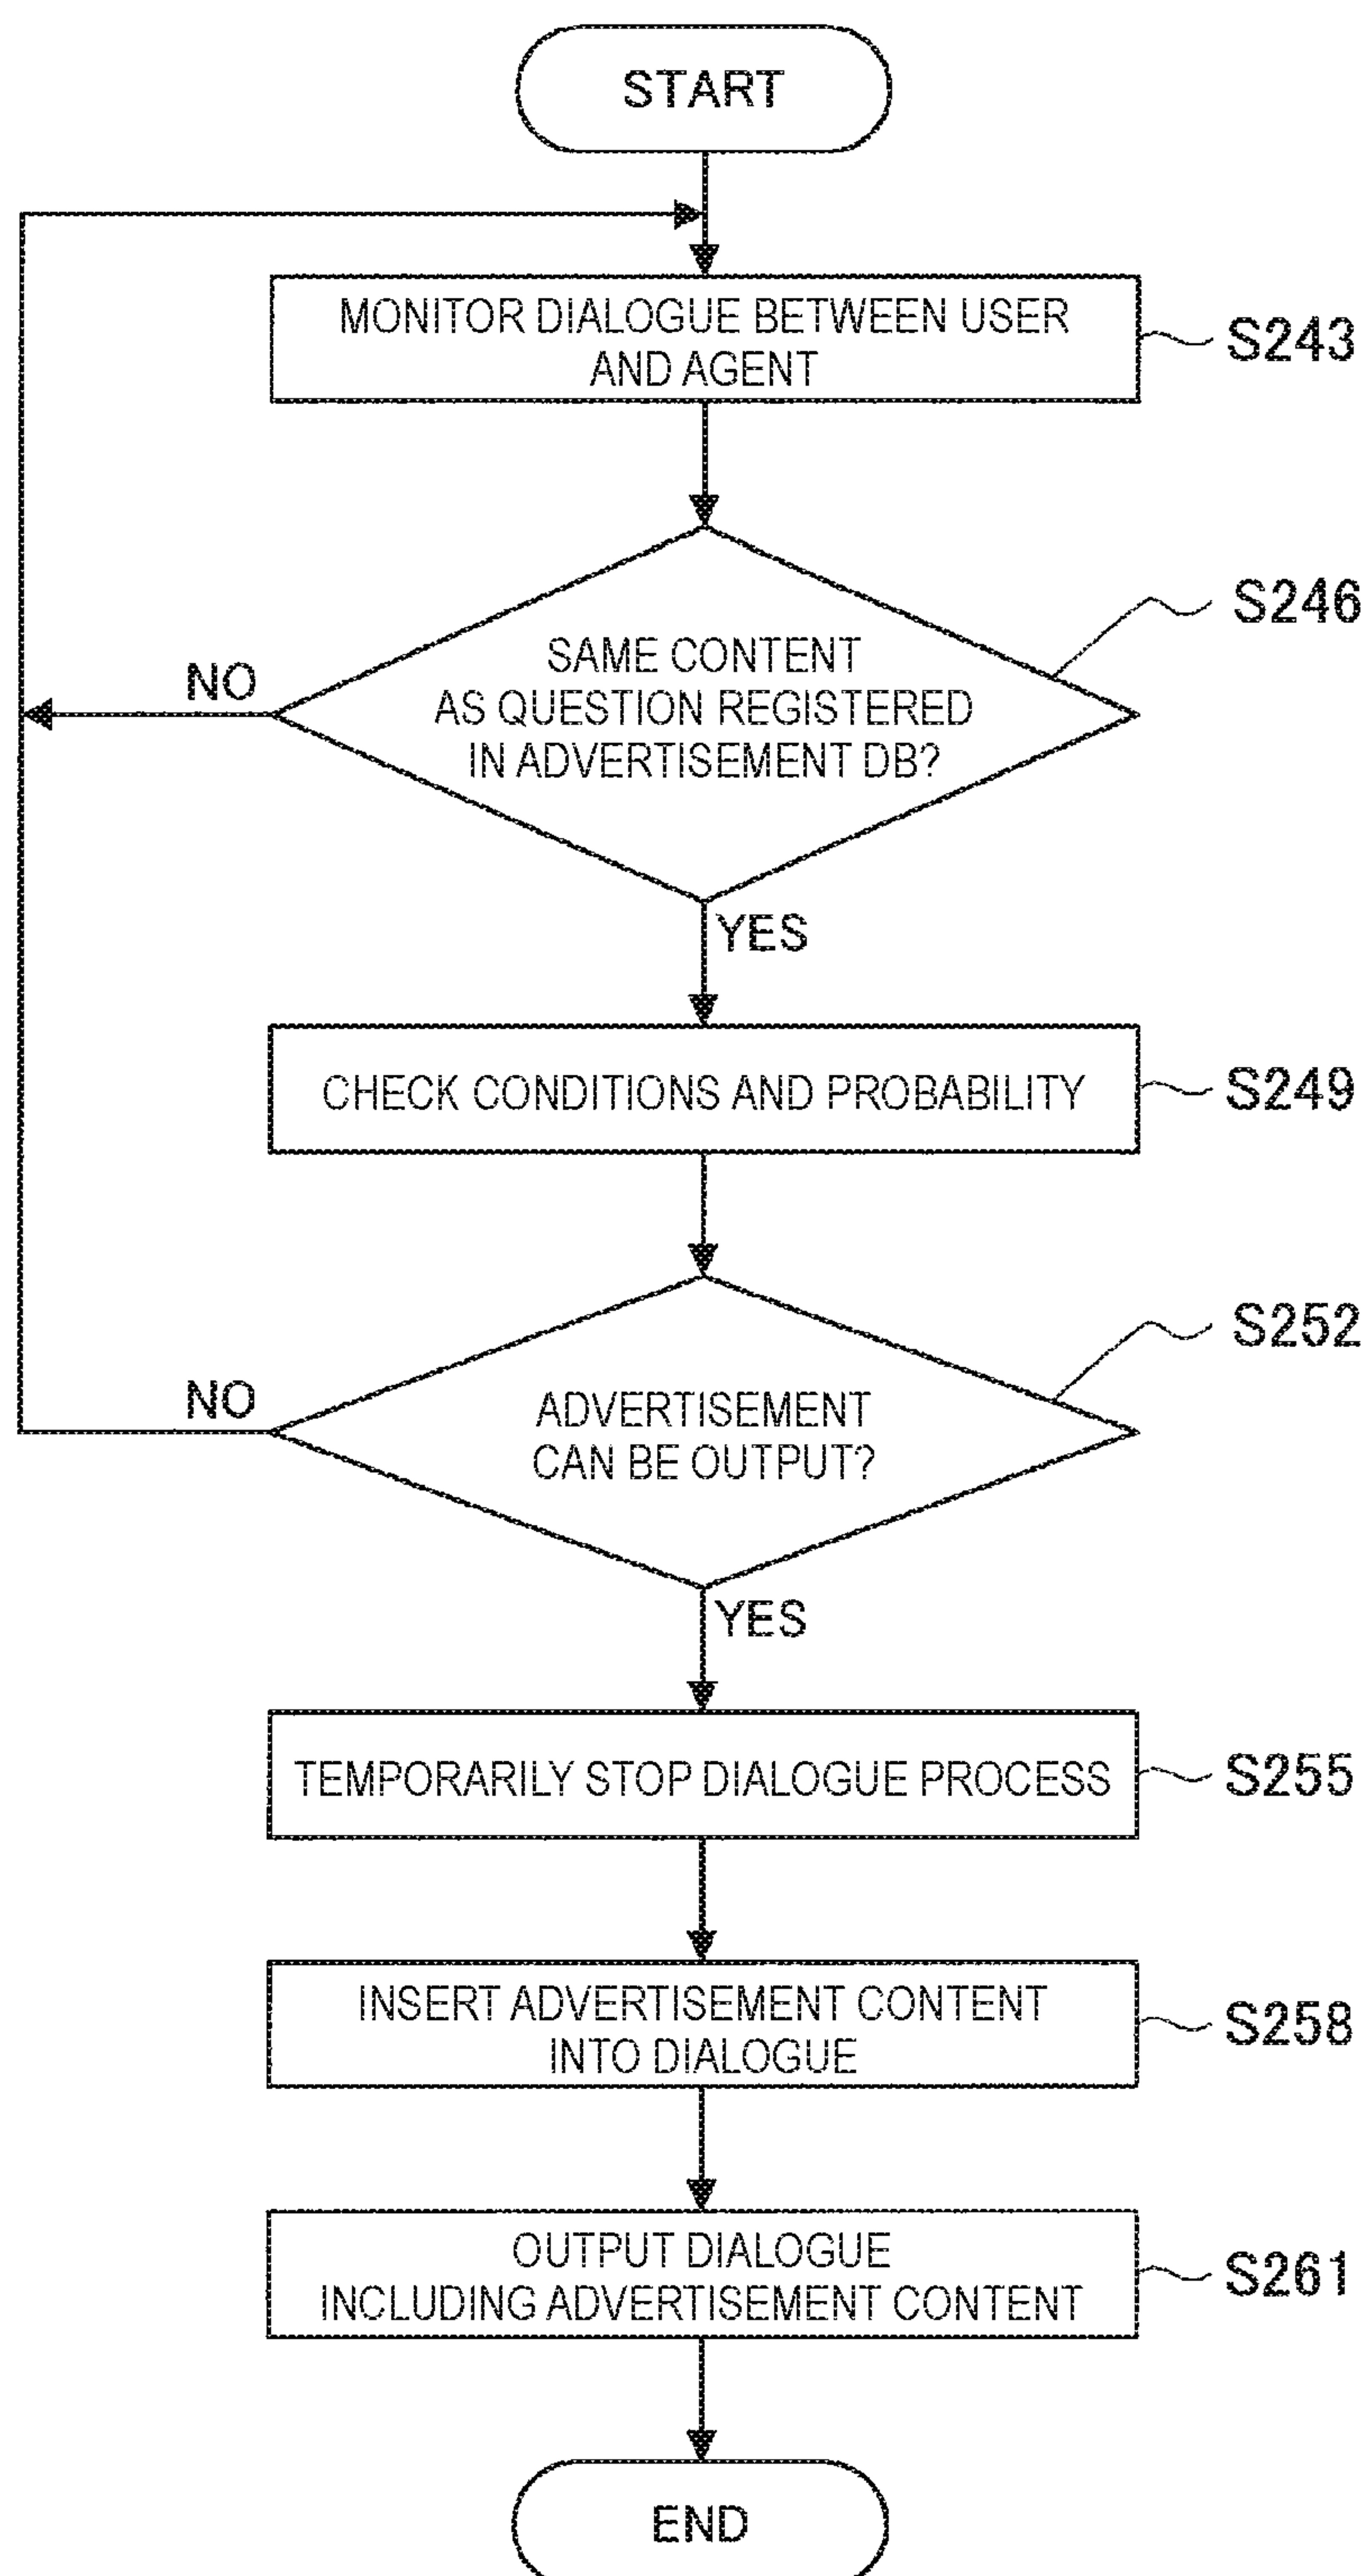 START
MONITOR DIALOGUE BETWEEN USER
AND AGENT
S243
S246
SAME CONTENT
AS QUESTION REGISTERED
IN ADVERTISEMENT DB?
NO
YES
CHECK CONDITIONS AND PROBABILITY
S249
S252
ADVERTISEMENT
CAN BE OUTPUT?
NO
YES
TEMPORARILY STOP DIALOGUE PROCESS
S255
INSERT ADVERTISEMENT CONTENT
INTO DIALOGUE
S258
OUTPUT DIALOGUE
INCLUDING ADVERTISEMENT CONTENT
S261
END